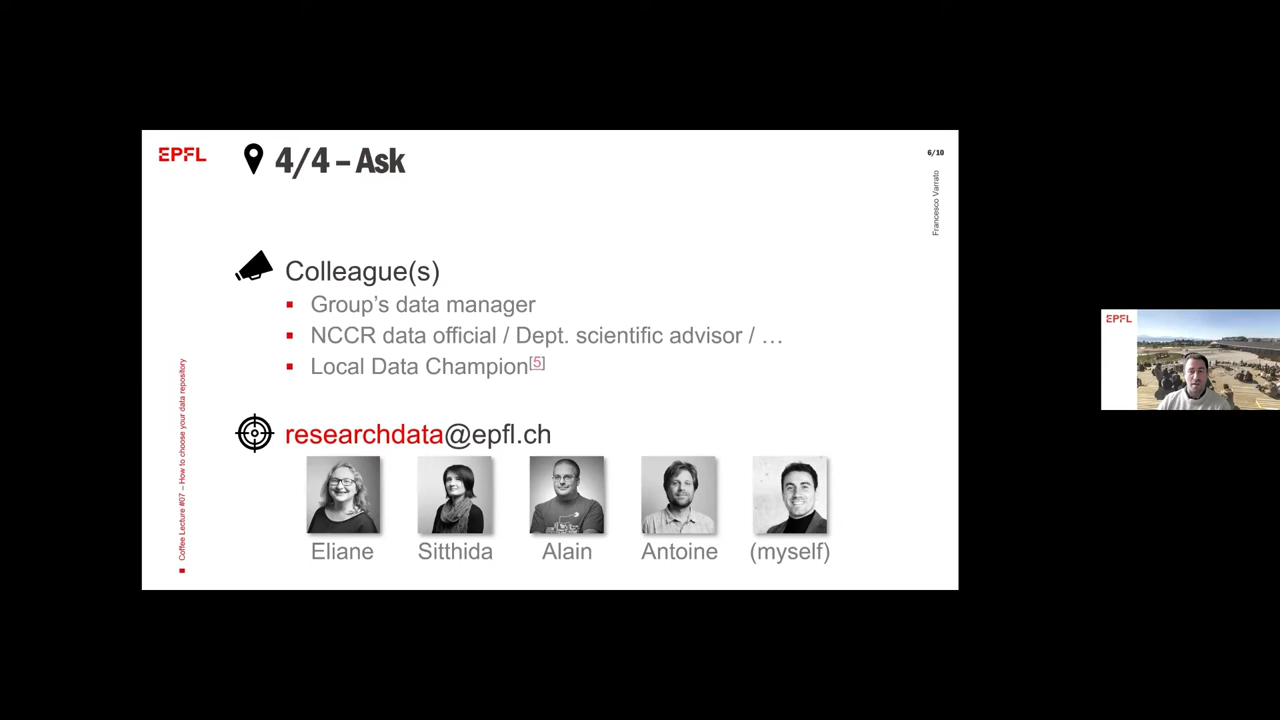 EPFL
4/4 – Ask
6/10
Francesco Varrato
Colleague(s)
▪ Group's data manager
▪ NCCR data official / Dept. scientific advisor / …
▪ Local Data Champion[5]
researchdata@epfl.ch
Eliane
Sitthida
Alain
Antoine
(myself)
▪ Coffee Lecture #07 – How to choose your data repository
EPFL